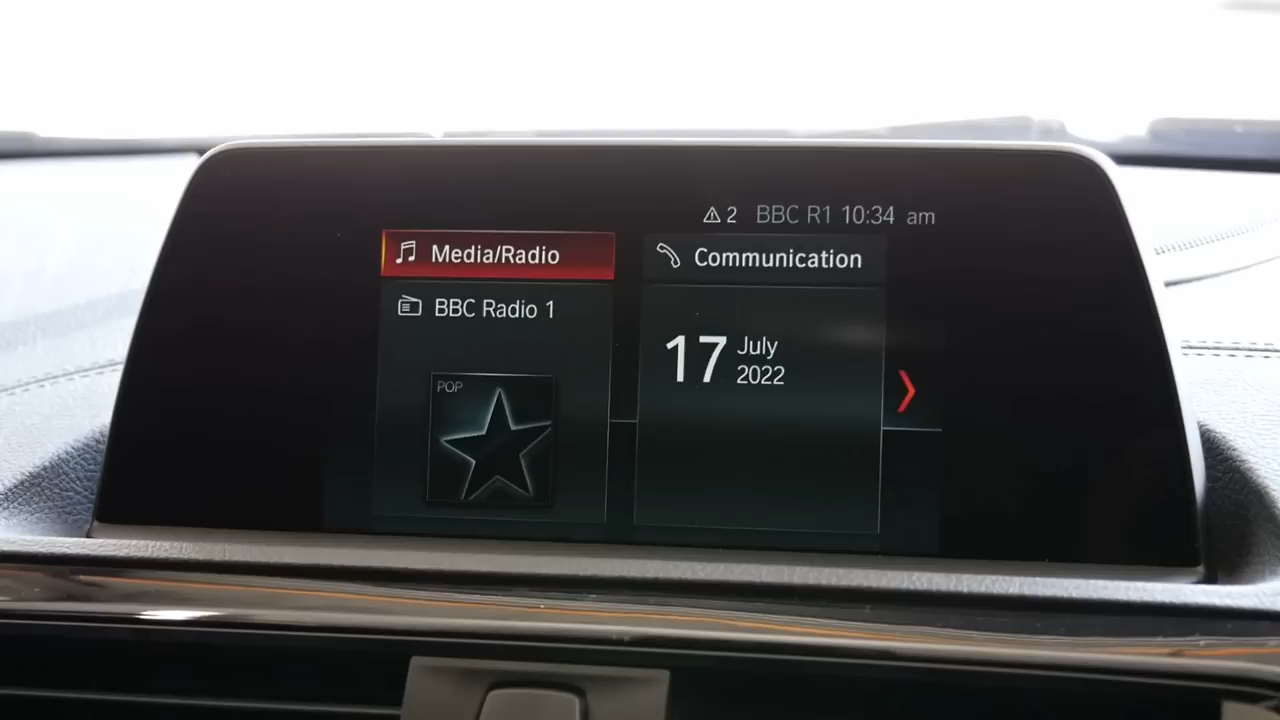 2 BBC R1 10:34 am
Media/Radio
Communication
BBC Radio 1
17 July
2022
POP